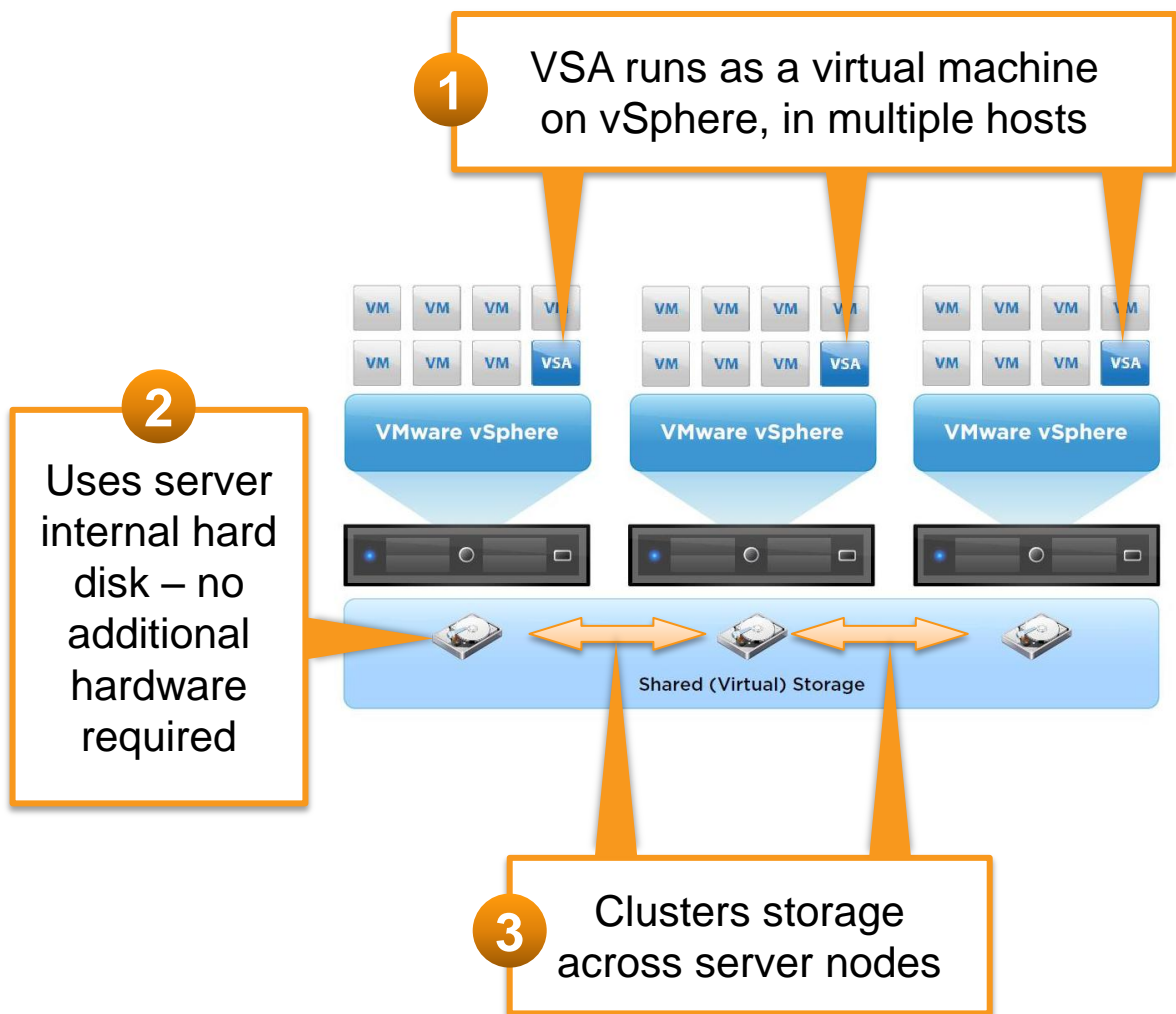 1
VSA runs as a virtual machine
on vSphere, in multiple hosts
VM VM VM VM
VM VM VM VSA
VMware vSphere
VM VM VM VM
VM VM VM VSA
VMware vSphere
VM VM VM VM
VM VM VM VSA
VMware vSphere
2
Uses server
internal hard
disk – no
additional
hardware
required
Shared (Virtual) Storage
3
Clusters storage
across server nodes